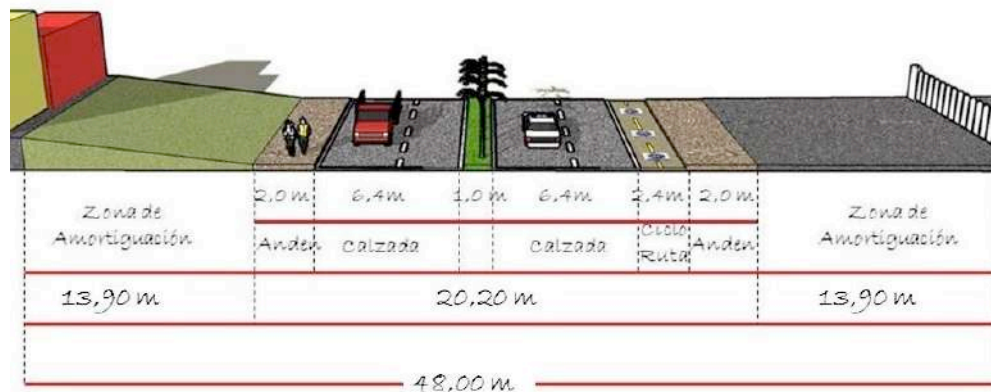 2,0 m 6,4m 1,0 m 6,4m 2,4m 2,0 m
Zona de
Amortiguación
Anden Calzada Calzada Ciclo
Ruta Anden
Zona de
Amortiguación
13,90 m 20,20 m 13,90 m
48,00 m